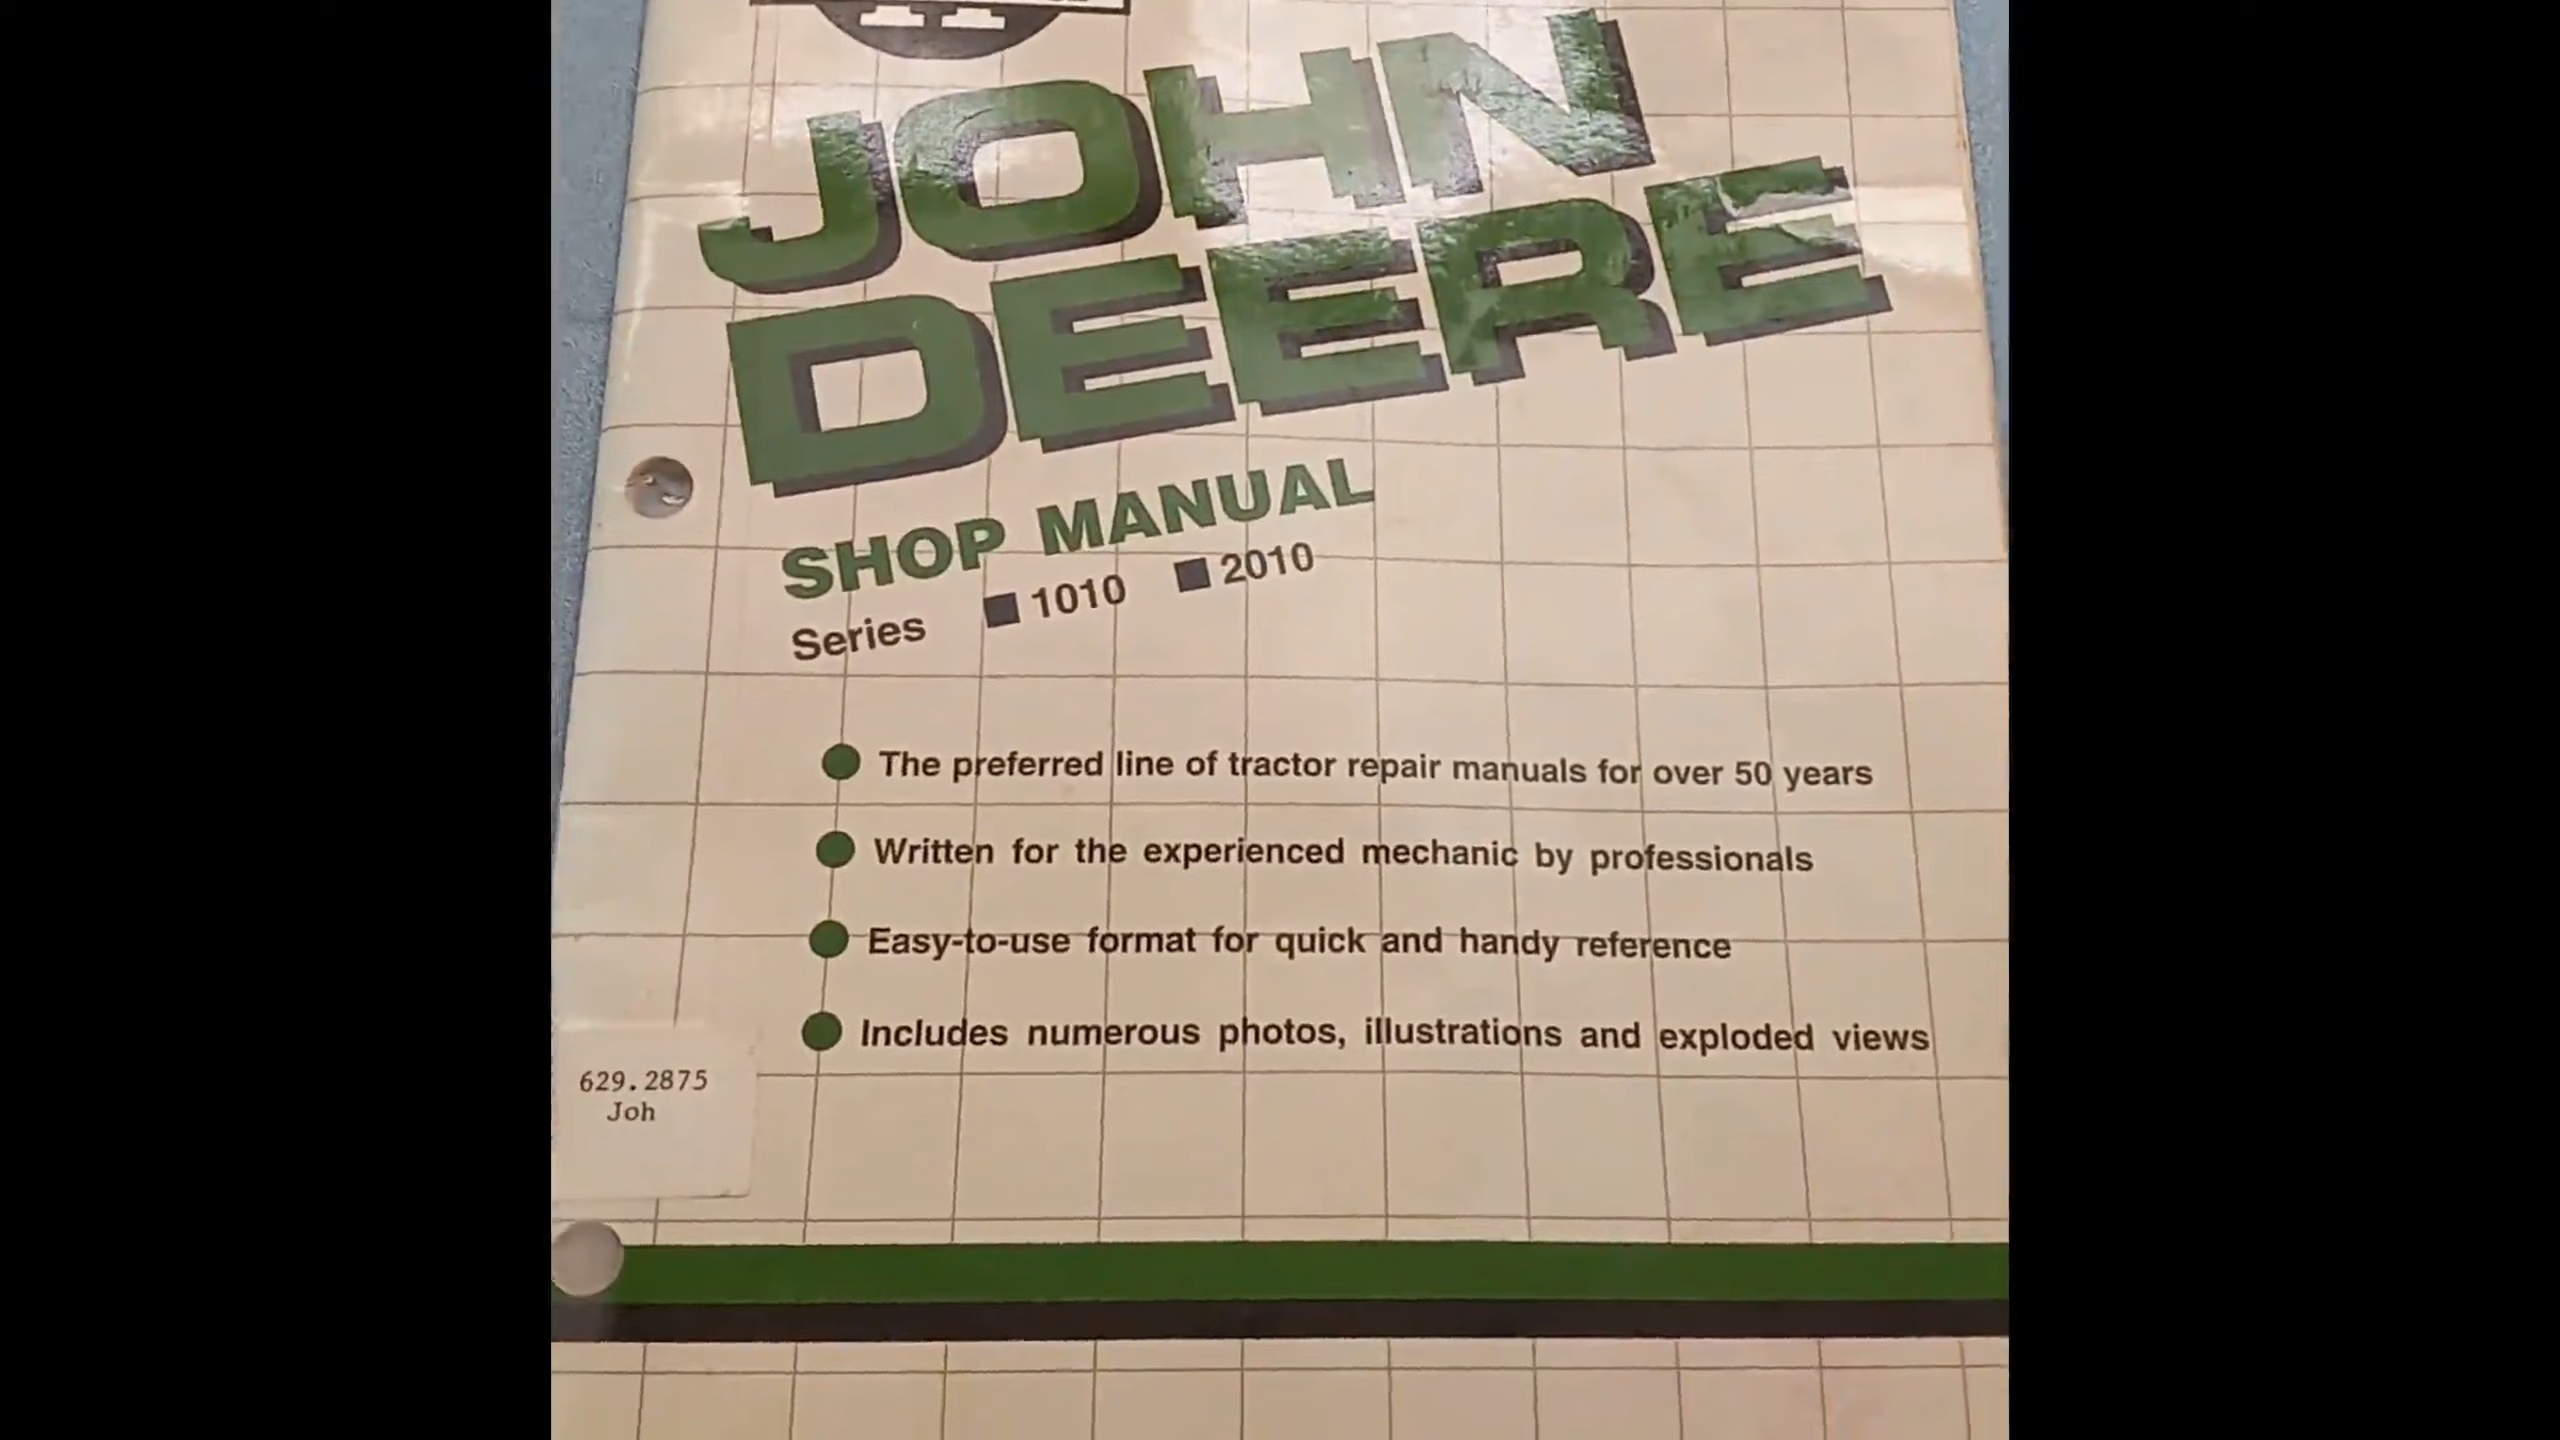 JOHN
DEERE
SHOP MANUAL
Series ■ 1010 ■ 2010
● The preferred line of tractor repair manuals for over 50 years
● Written for the experienced mechanic by professionals
● Easy-to-use format for quick and handy reference
● Includes numerous photos, illustrations and exploded views
629.2875
Joh